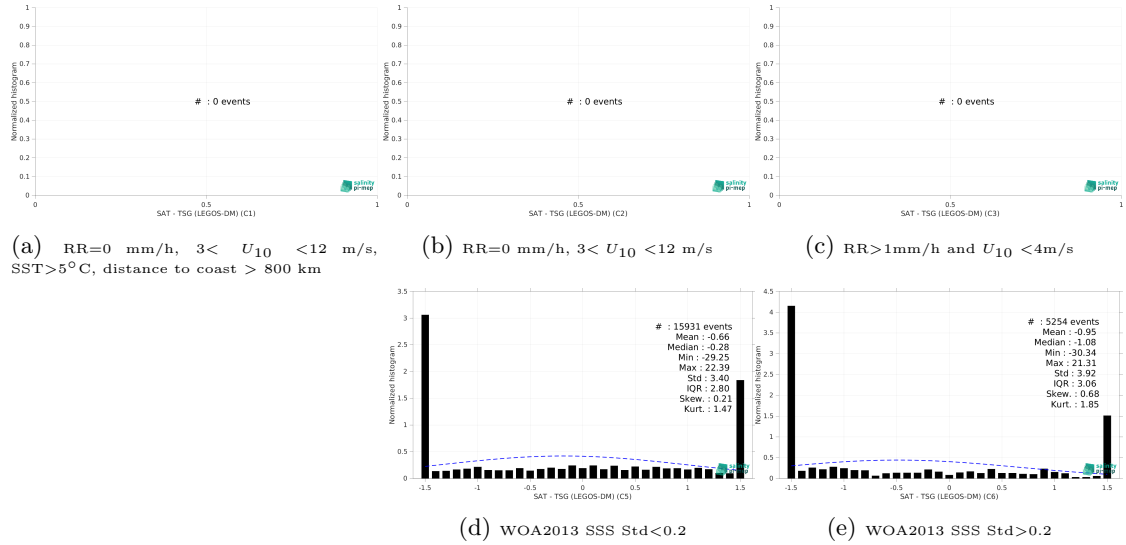 1
0.9
0.8
0.7
0.6
0.5
0.4
0.3
0.2
0.1
0
Normalized histogram
# : 0 events
salinity
pi-mep
0 0.5 1
SAT - TSG (LEGOS-DM) (C1)
1
0.9
0.8
0.7
0.6
0.5
0.4
0.3
0.2
0.1
0
Normalized histogram
# : 0 events
salinity
pi-mep
0 0.5 1
SAT - TSG (LEGOS-DM) (C2)
1
0.9
0.8
0.7
0.6
0.5
0.4
0.3
0.2
0.1
0
Normalized histogram
# : 0 events
salinity
pi-mep
0 0.5 1
SAT - TSG (LEGOS-DM) (C3)
(a) RR=0 mm/h, 3< U10 <12 m/s,
SST>5°C, distance to coast > 800 km
(b) RR=0 mm/h, 3< U10 <12 m/s
(c) RR>1mm/h and U10 <4m/s
3.5
3
2.5
2
1.5
1
0.5
0
Normalized histogram
# : 15931 events
Mean : -0.66
Median : -0.28
Min : -29.25
Max : 22.39
Std : 3.40
IQR : 2.80
Skew. : 0.21
Kurt. : 1.47
salinity
pi-mep
-1.5 -1 -0.5 0 0.5 1 1.5
SAT - TSG (LEGOS-DM) (C5)
4.5
4
3.5
3
2.5
2
1.5
1
0.5
0
Normalized histogram
# : 5254 events
Mean : -0.95
Median : -1.08
Min : -30.34
Max : 21.31
Std : 3.92
IQR : 3.06
Skew. : 0.68
Kurt. : 1.85
salinity
pi-mep
-1.5 -1 -0.5 0 0.5 1 1.5
SAT - TSG (LEGOS-DM) (C6)
(d) WOA2013 SSS Std<0.2
(e) WOA2013 SSS Std>0.2